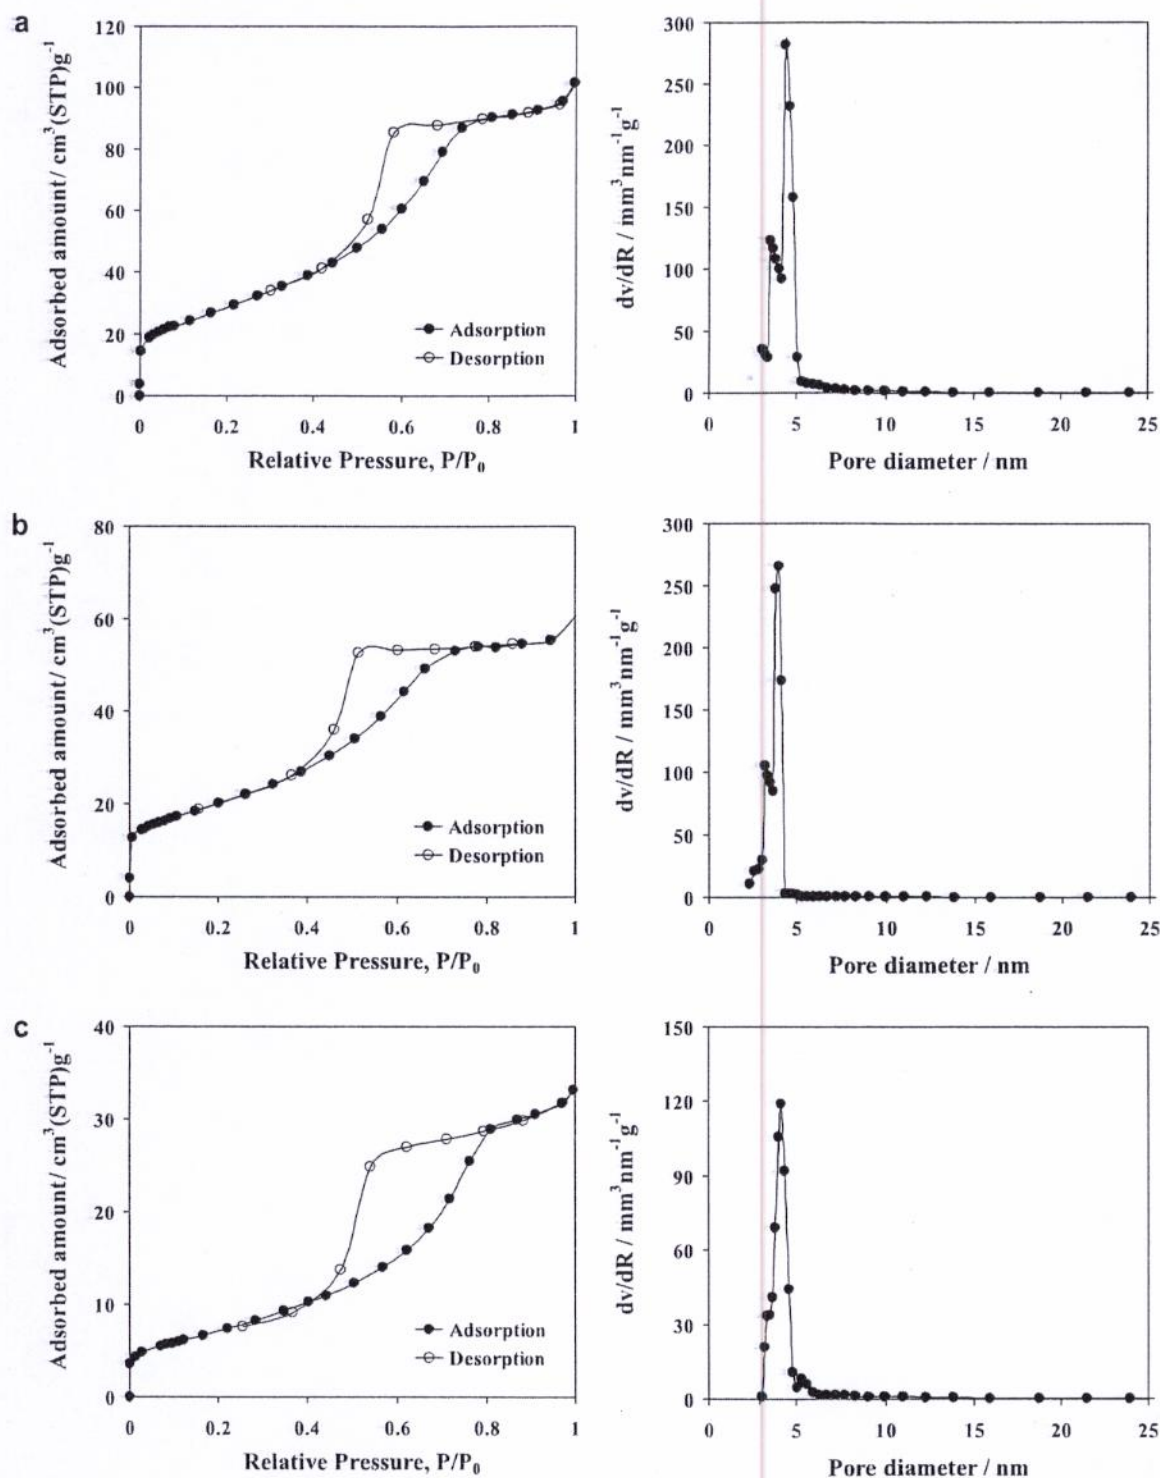 a
Adsorbed amount/ cm³(STP)g⁻¹
120
100
80
60
40
20
0
0 0.2 0.4 0.6 0.8 1
Relative Pressure, P/P₀
Adsorption
Desorption
dv/dR / mm³nm⁻¹g⁻¹
300
250
200
150
100
50
0
0 5 10 15 20 25
Pore diameter / nm
b
Adsorbed amount/ cm³(STP)g⁻¹
80
60
40
20
0
0 0.2 0.4 0.6 0.8 1
Relative Pressure, P/P₀
Adsorption
Desorption
dv/dR / mm³nm⁻¹g⁻¹
300
250
200
150
100
50
0
0 5 10 15 20 25
Pore diameter / nm
c
Adsorbed amount/ cm³(STP)g⁻¹
40
30
20
10
0
0 0.2 0.4 0.6 0.8 1
Relative Pressure, P/P₀
Adsorption
Desorption
dv/dR / mm³nm⁻¹g⁻¹
150
120
90
60
30
0
0 5 10 15 20 25
Pore diameter / nm